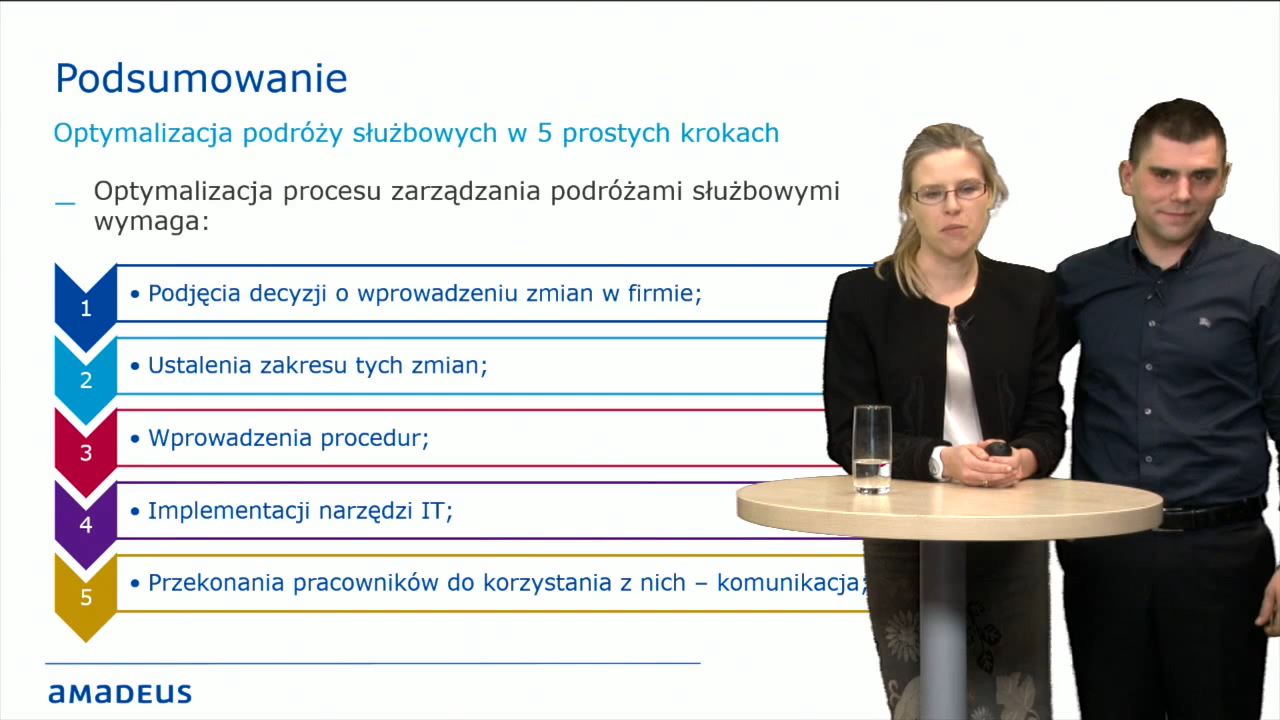 Podsumowanie
Optymalizacja podróży służbowych w 5 prostych krokach
_ Optymalizacja procesu zarządzania podróżami służbowymi
wymaga:
1 • Podjęcia decyzji o wprowadzeniu zmian w firmie;
2 • Ustalenia zakresu tych zmian;
3 • Wprowadzenia procedur;
4 • Implementacji narzędzi IT;
5 • Przekonania pracowników do korzystania z nich – komunikacja;
aMaDEUS